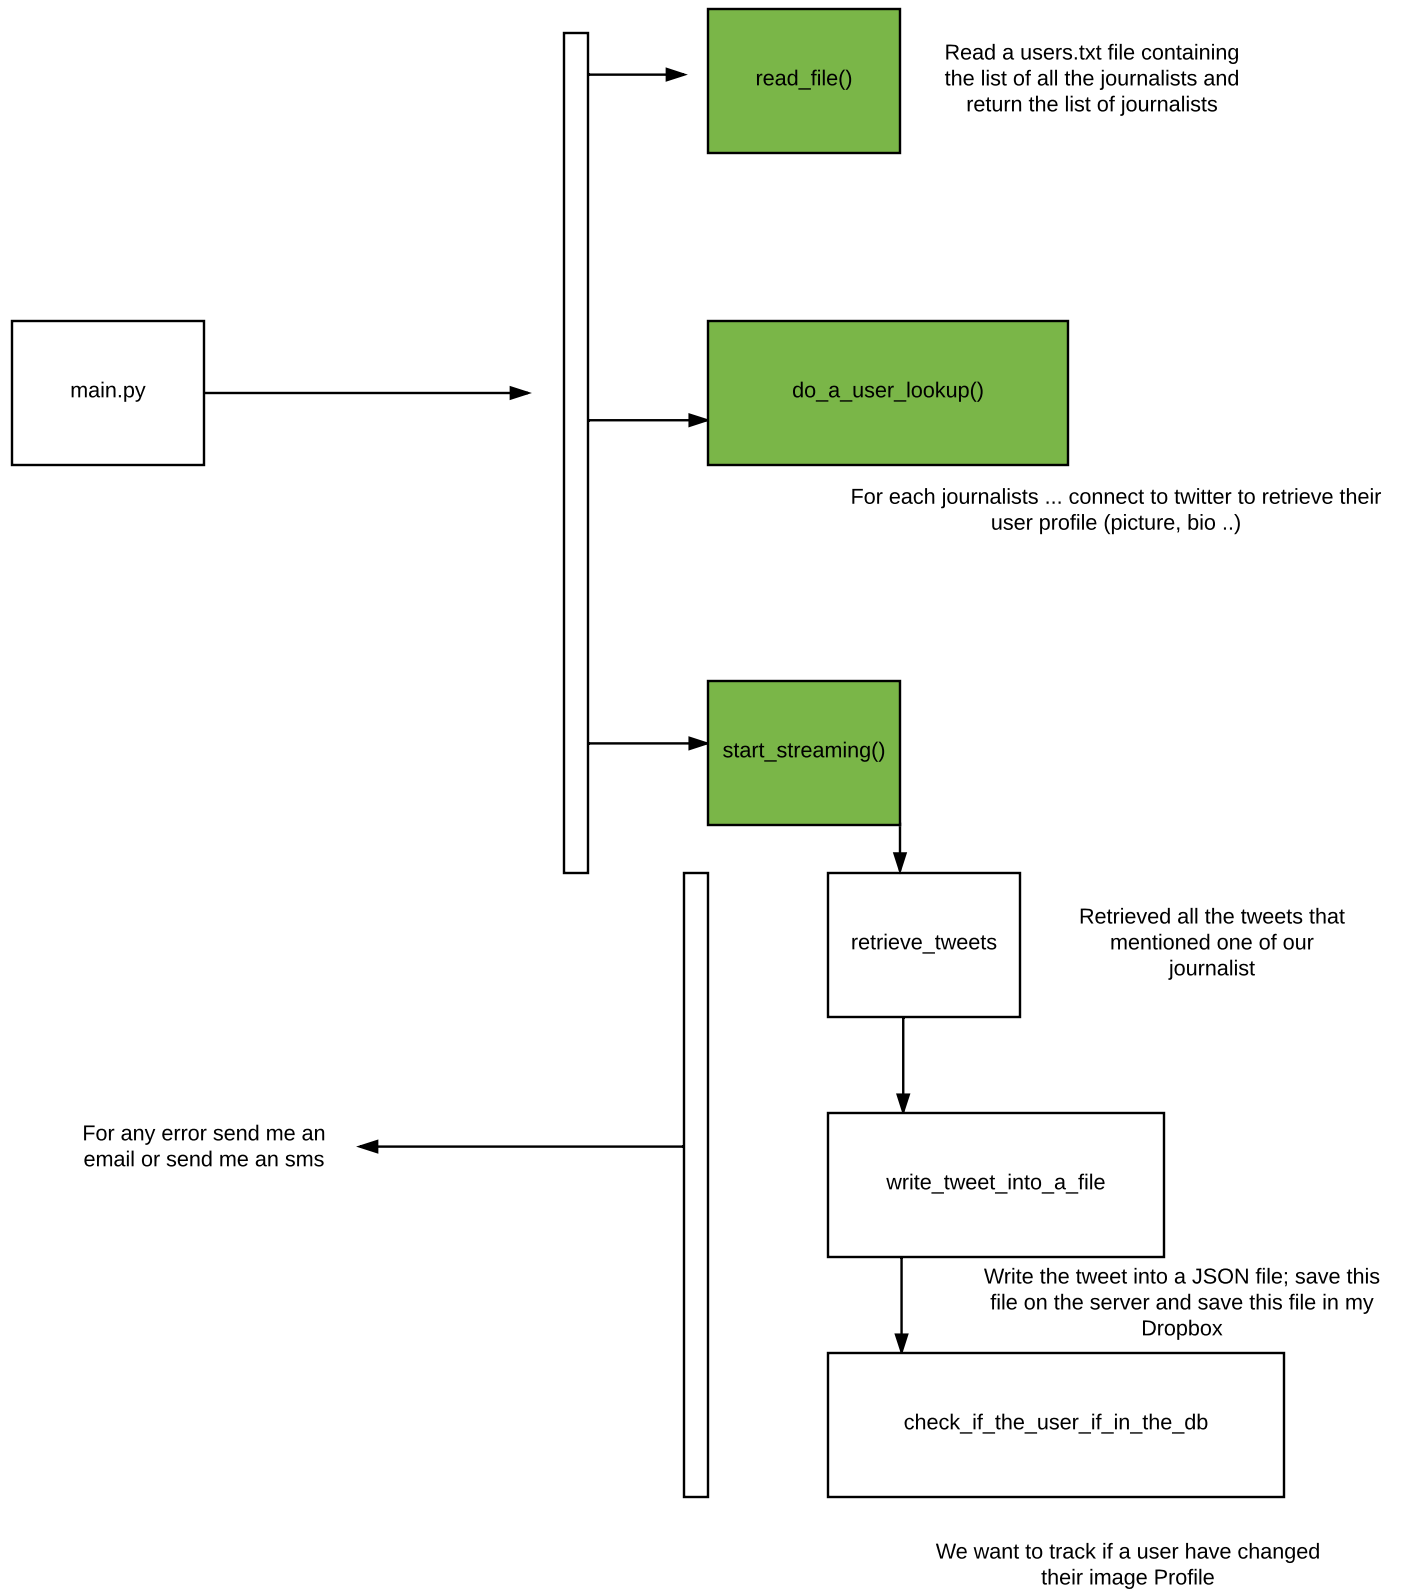 read_file()
Read a users.txt file containing
the list of all the journalists and
return the list of journalists
main.py
do_a_user_lookup()
For each journalists ... connect to twitter to retrieve their
user profile (picture, bio ..)
start_streaming()
retrieve_tweets
Retrieved all the tweets that
mentioned one of our
journalist
For any error send me an
email or send me an sms
write_tweet_into_a_file
Write the tweet into a JSON file; save this
file on the server and save this file in my
Dropbox
check_if_the_user_if_in_the_db
We want to track if a user have changed
their image Profile